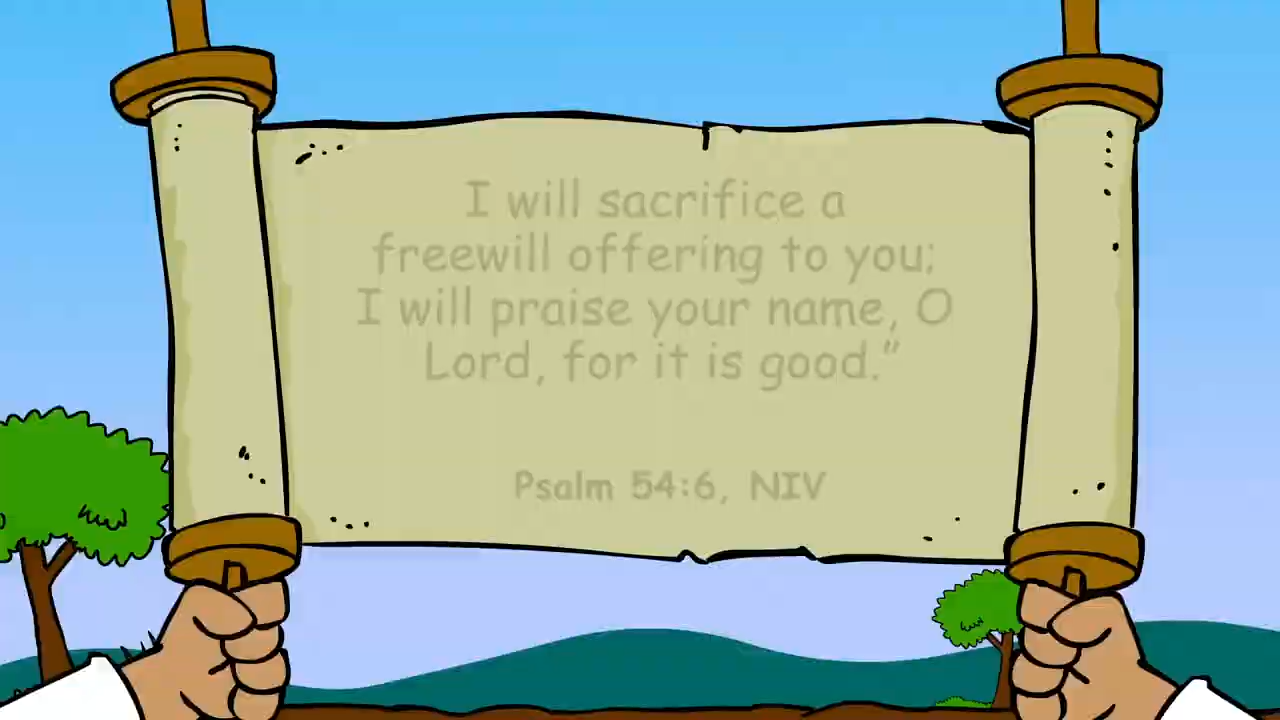 I will sacrifice a
freewill offering to you;
I will praise your name, O
Lord, for it is good.”
Psalm 54:6, NIV